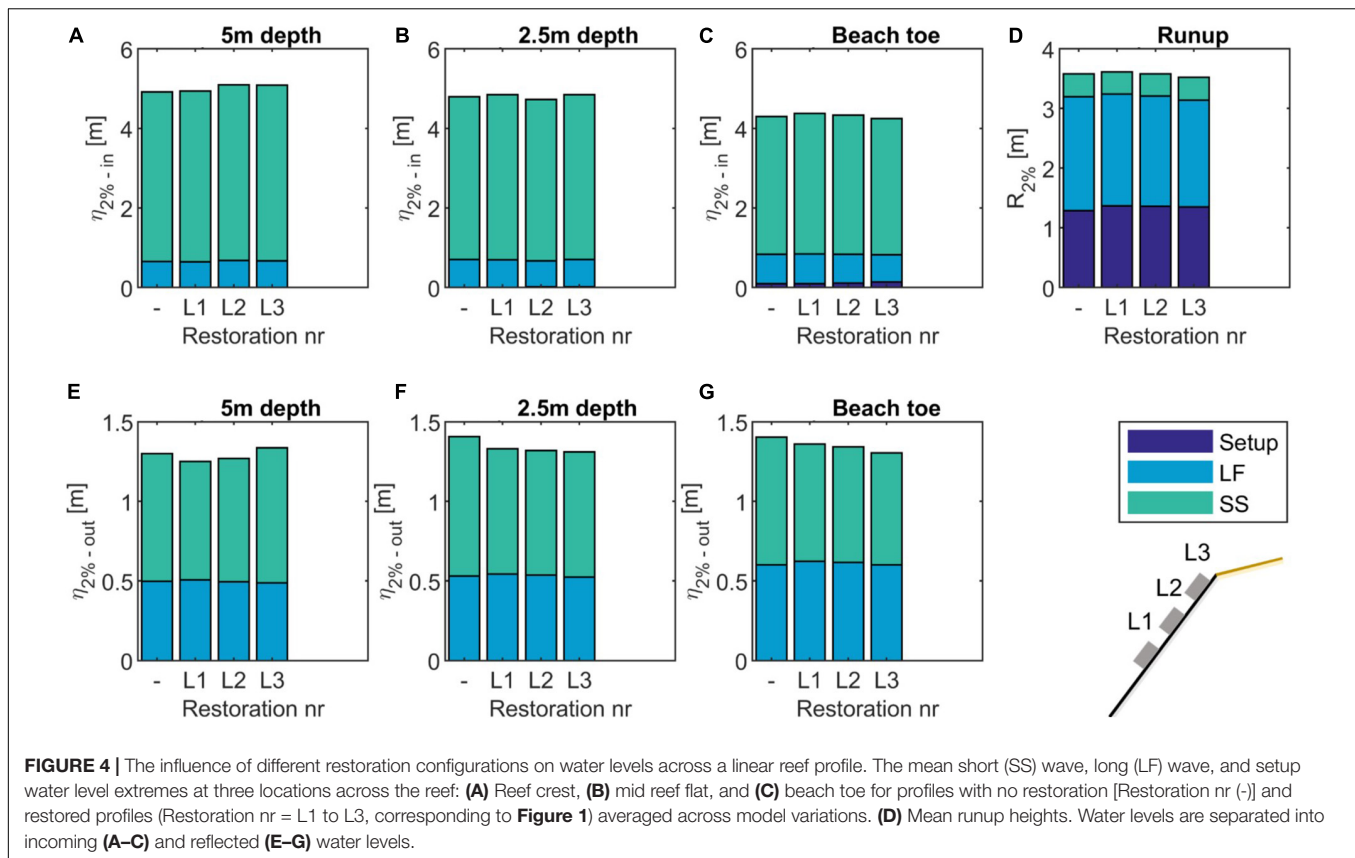 A
5m depth
6
4
2
0
η2% - in [m]
- L1 L2 L3
Restoration nr
B
2.5m depth
6
4
2
0
η2% - in [m]
- L1 L2 L3
Restoration nr
C
Beach toe
6
4
2
0
η2% - in [m]
- L1 L2 L3
Restoration nr
D
Runup
4
3
2
1
0
R2% [m]
- L1 L2 L3
Restoration nr
E
5m depth
1.5
1
0.5
0
η2% - out [m]
- L1 L2 L3
Restoration nr
F
2.5m depth
1.5
1
0.5
0
η2% - out [m]
- L1 L2 L3
Restoration nr
G
Beach toe
1.5
1
0.5
0
η2% - out [m]
- L1 L2 L3
Restoration nr
Setup
LF
SS
L3
L2
L1
FIGURE 4 | The influence of different restoration configurations on water levels across a linear reef profile. The mean short (SS) wave, long (LF) wave, and setup
water level extremes at three locations across the reef: (A) Reef crest, (B) mid reef flat, and (C) beach toe for profiles with no restoration [Restoration nr (-)] and
restored profiles (Restoration nr = L1 to L3, corresponding to Figure 1) averaged across model variations. (D) Mean runup heights. Water levels are separated into
incoming (A–C) and reflected (E–G) water levels.